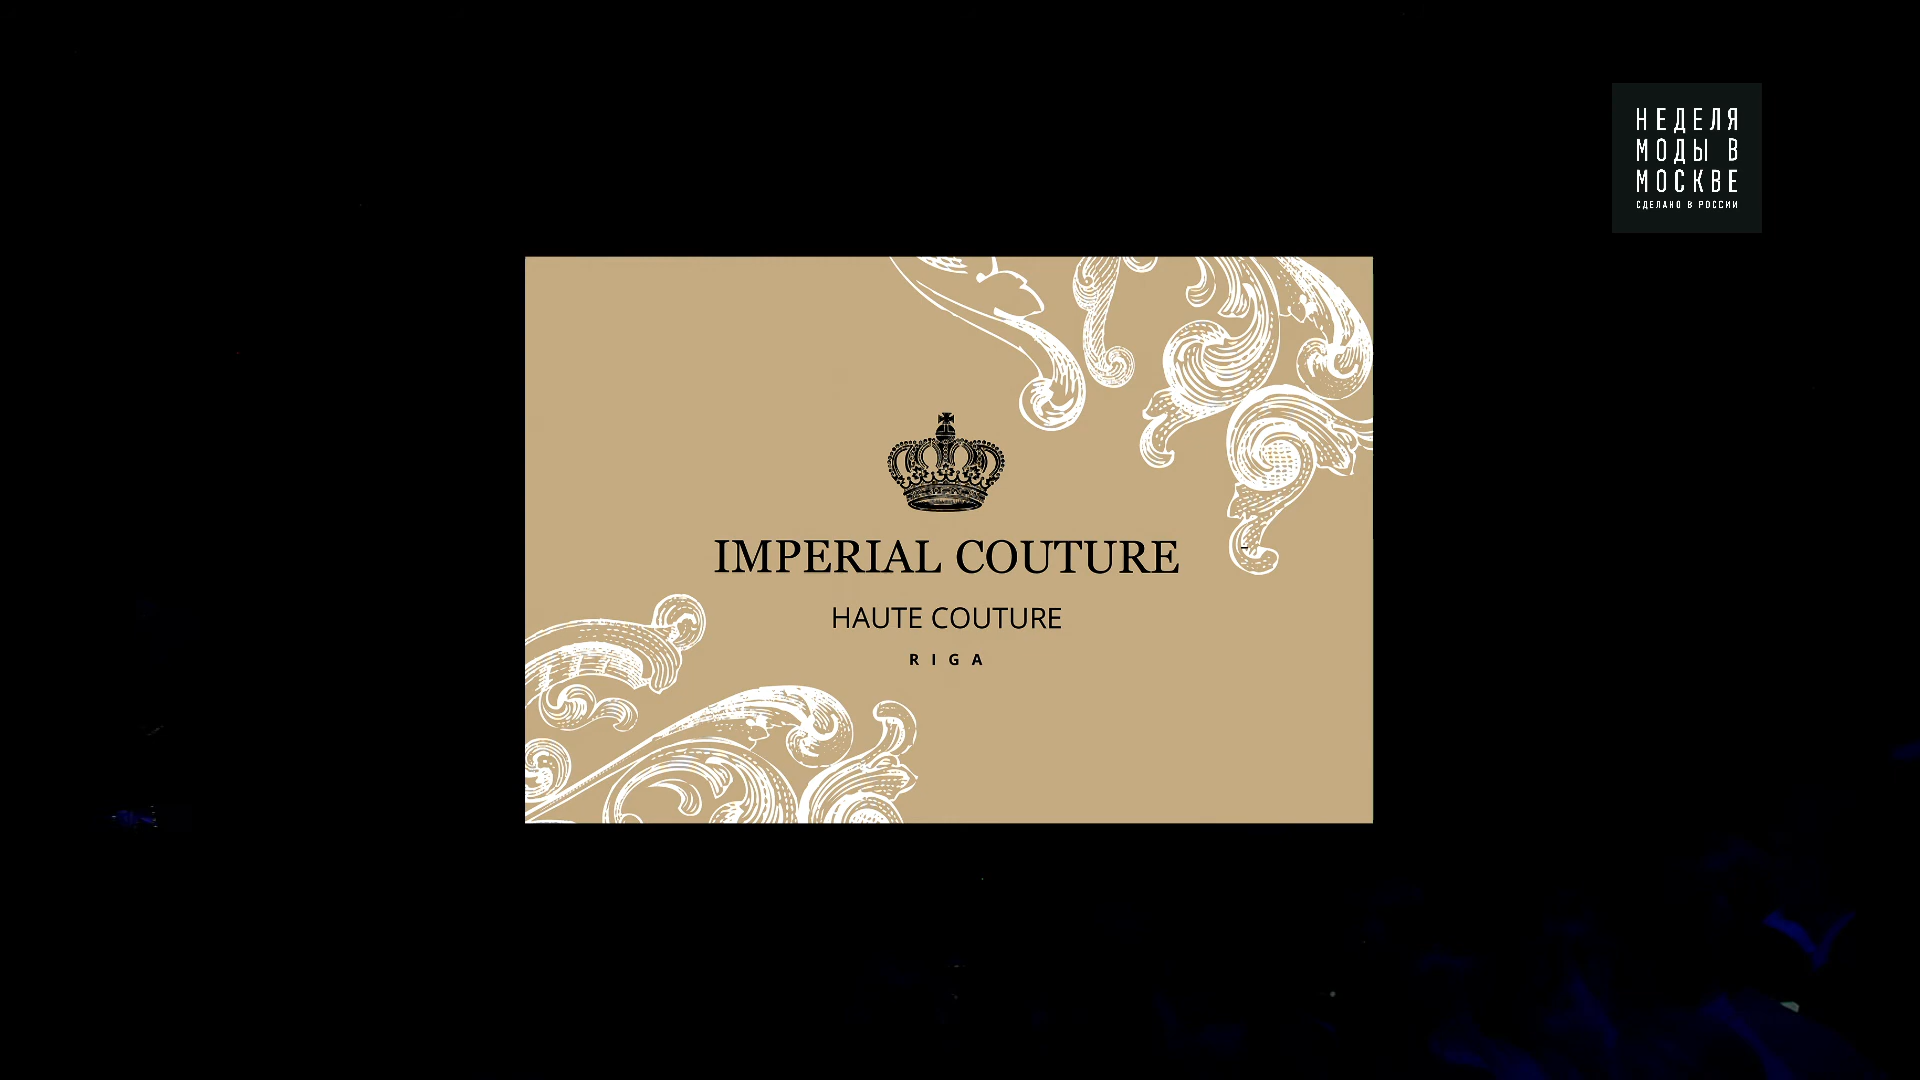 НЕДЕЛЯ
МОДЫ В
МОСКВЕ
СДЕЛАНО В РОССИИ
IMPERIAL COUTURE
HAUTE COUTURE
RIGA